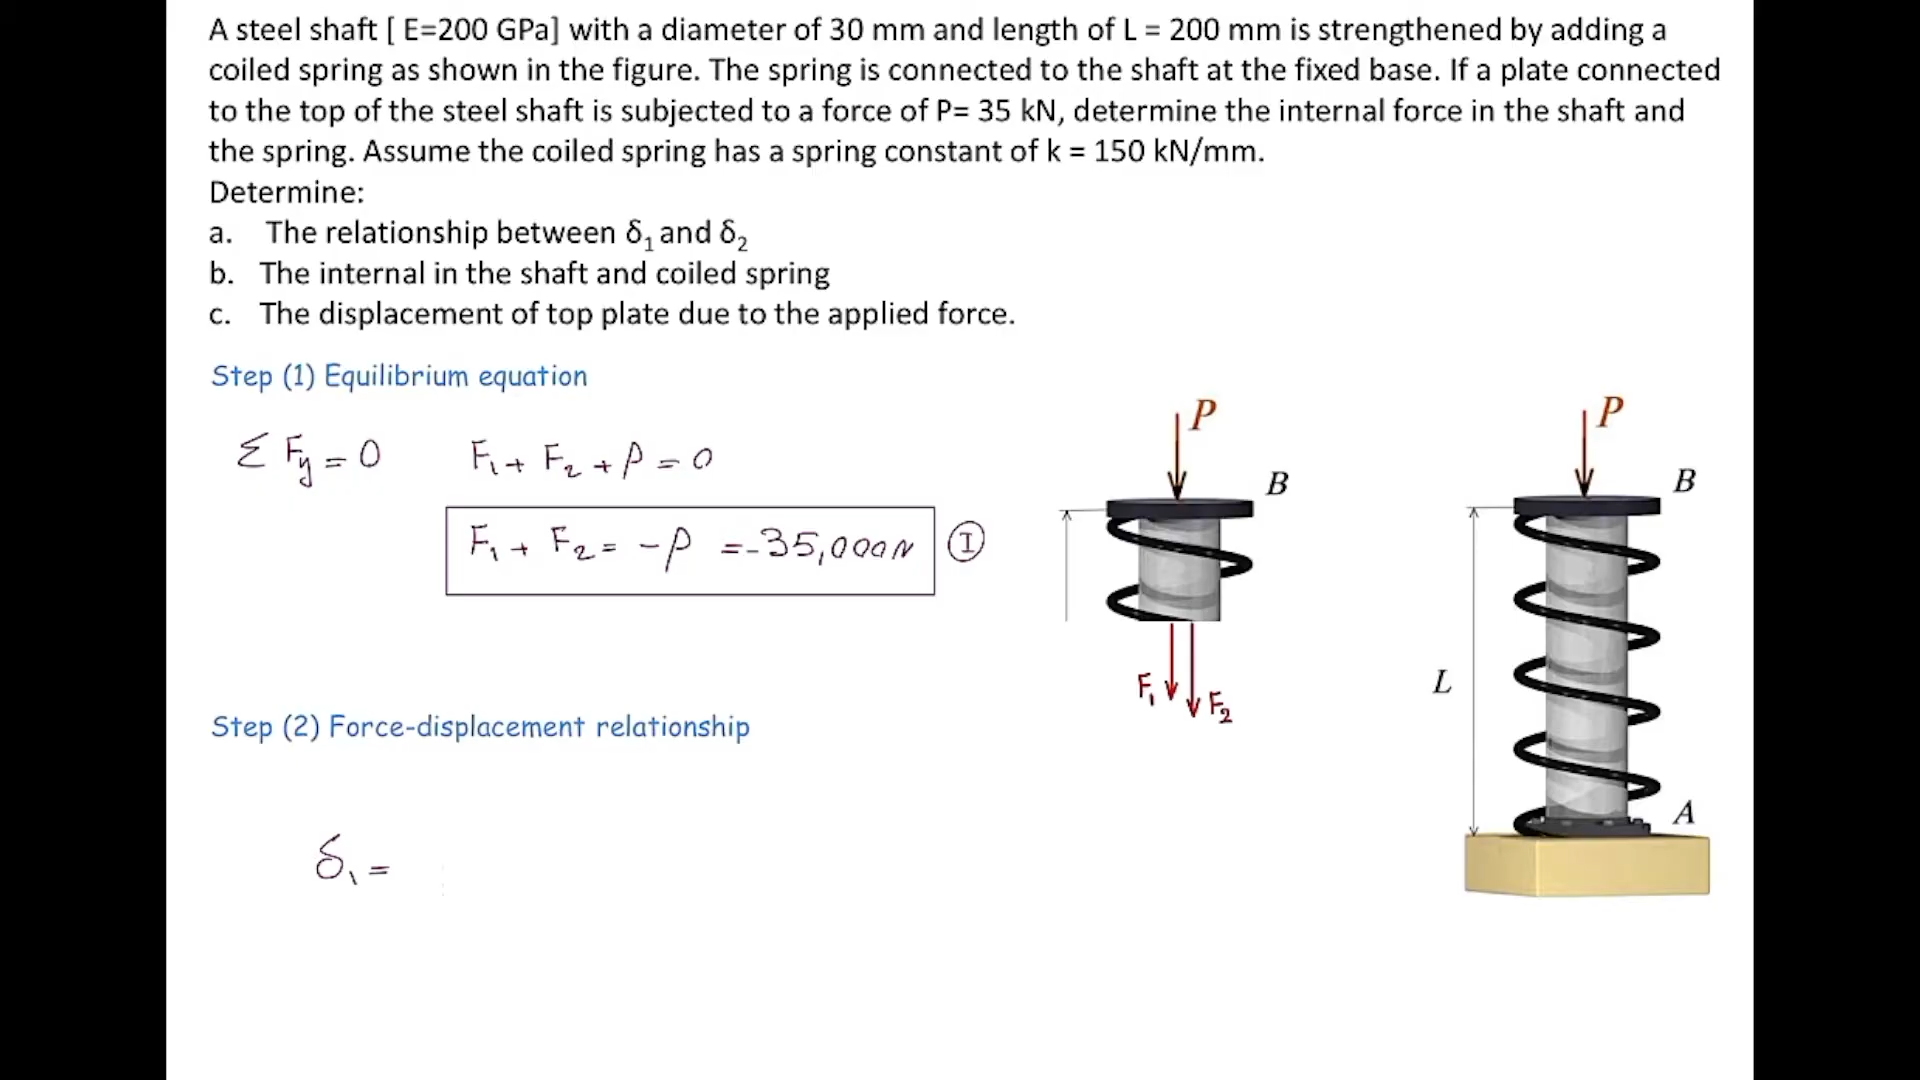 A steel shaft [ E=200 GPa] with a diameter of 30 mm and length of L = 200 mm is strengthened by adding a
coiled spring as shown in the figure. The spring is connected to the shaft at the fixed base. If a plate connected
to the top of the steel shaft is subjected to a force of P= 35 kN, determine the internal force in the shaft and
the spring. Assume the coiled spring has a spring constant of k = 150 kN/mm.
Determine:
a. The relationship between δ₁ and δ₂
b. The internal in the shaft and coiled spring
c. The displacement of top plate due to the applied force.
Step (1) Equilibrium equation
Σ Fy = 0 F₁ + F₂ + P = 0
F₁ + F₂ = -P = -35,000N I
P
B
F₁
F₂
P
B
L
A
Step (2) Force-displacement relationship
δ₁ =